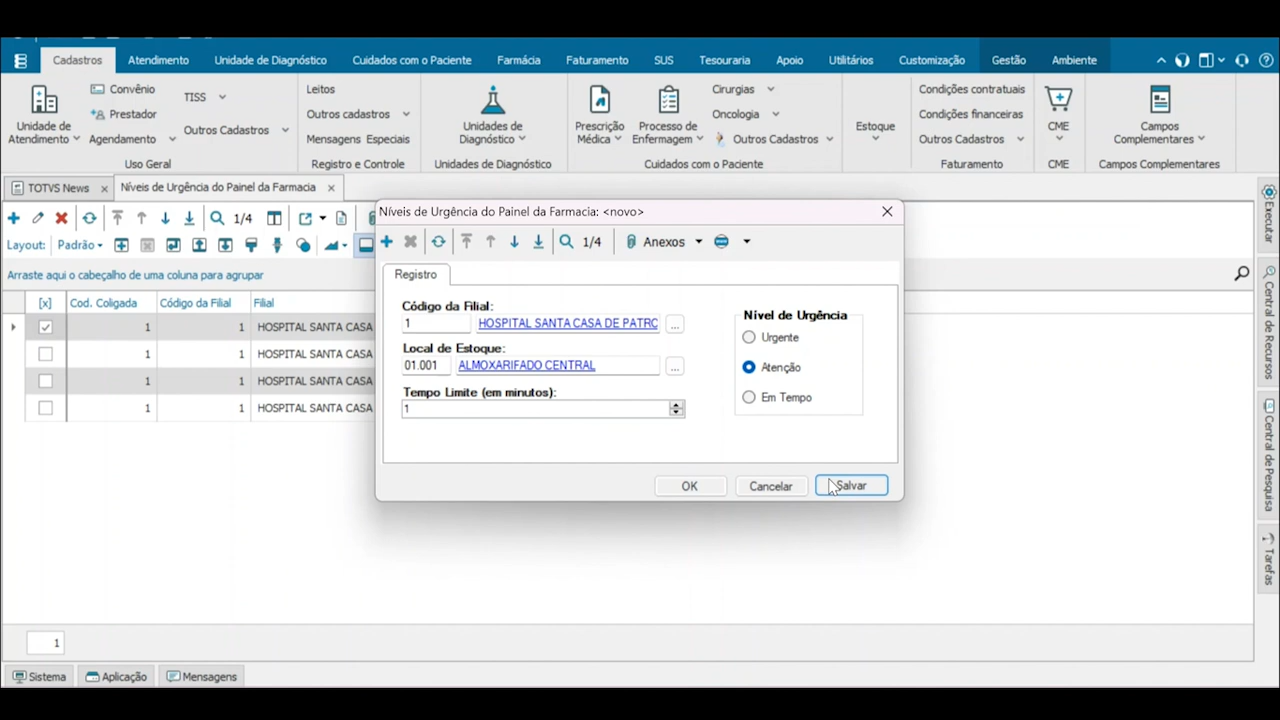 Cadastros Atendimento Unidade de Diagnóstico Cuidados com o Paciente Farmácia Faturamento SUS Tesouraria Apoio Utilitários Customização Gestão Ambiente
Unidade de Atendimento
Convênio
Prestador
Agendamento
TISS
Outros Cadastros
Uso Geral
Leitos
Outros cadastros
Mensagens Especiais
Registro e Controle
Unidades de Diagnóstico
Unidades de Diagnóstico
Prescrição Médica
Processo de Enfermagem
Cirurgias
Oncologia
Outros Cadastros
Cuidados com o Paciente
Estoque
Condições contratuais
Condições financeiras
Outros Cadastros
Faturamento
CME
CME
Campos Complementares
Campos Complementares
TOTVS News Níveis de Urgência do Painel da Farmacia
1/4
Layout: Padrão
Arraste aqui o cabeçalho de uma coluna para agrupar
[x] Cod. Coligada Código da Filial Filial
1 1 HOSPITAL SANTA CASA
1 1 HOSPITAL SANTA CASA
1 1 HOSPITAL SANTA CASA
1 1 HOSPITAL SANTA CASA
Níveis de Urgência do Painel da Farmacia: <novo>
1/4 Anexos
Registro
Código da Filial:
1 HOSPITAL SANTA CASA DE PATRO ...
Local de Estoque:
01.001 ALMOXARIFADO CENTRAL ...
Tempo Limite (em minutos):
1
Nível de Urgência
Urgente
Atenção
Em Tempo
OK Cancelar Salvar
Executar
Central de Recursos
Central de Pesquisa
Tarefas
1
Sistema Aplicação Mensagens